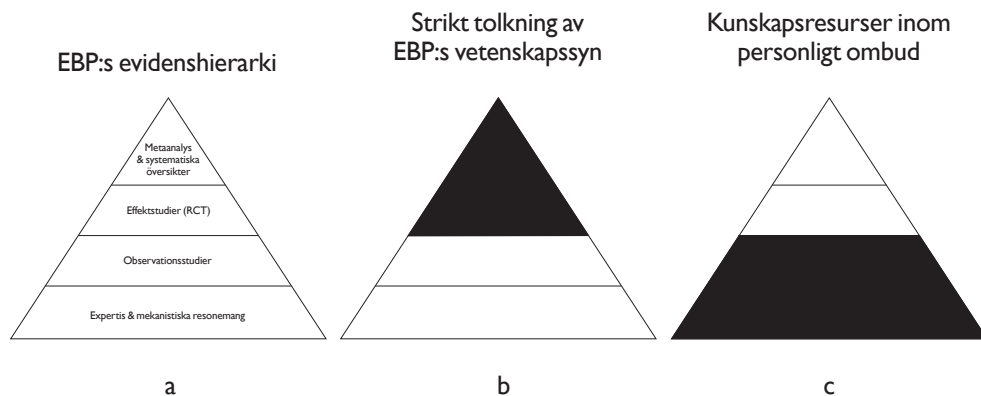 EBP:s evidenshierarki
Metaanalys
& systematiska
översikter
Effektstudier (RCT)
Observationsstudier
Expertis & mekanistiska resonemang
a
Strikt tolkning av
EBP:s vetenskapssyn
b
Kunskapsresurser inom
personligt ombud
c